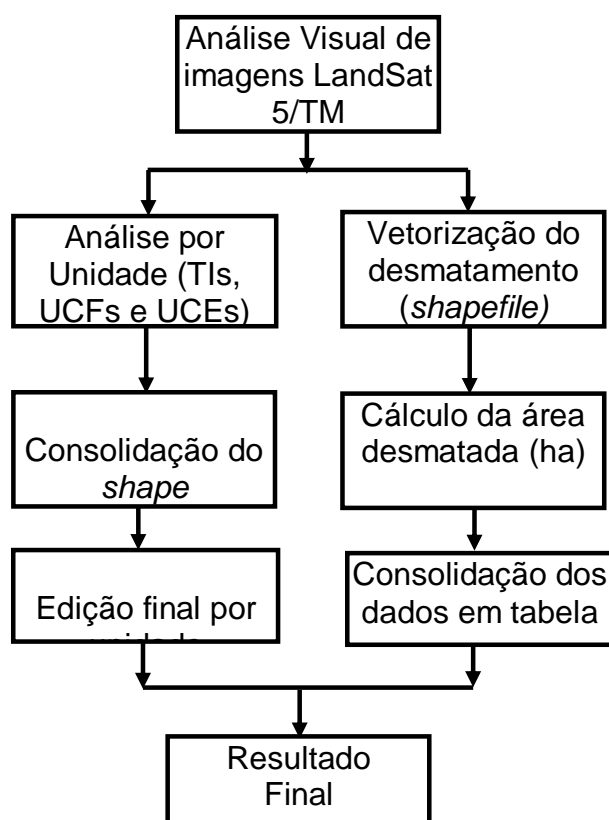 Análise Visual de
imagens LandSat
5/TM
Análise por
Unidade (TIs,
UCFs e UCEs)
Vetorização do
desmatamento
(shapefile)
Consolidação do
shape
Cálculo da área
desmatada (ha)
Edição final por
Consolidação dos
dados em tabela
Resultado
Final